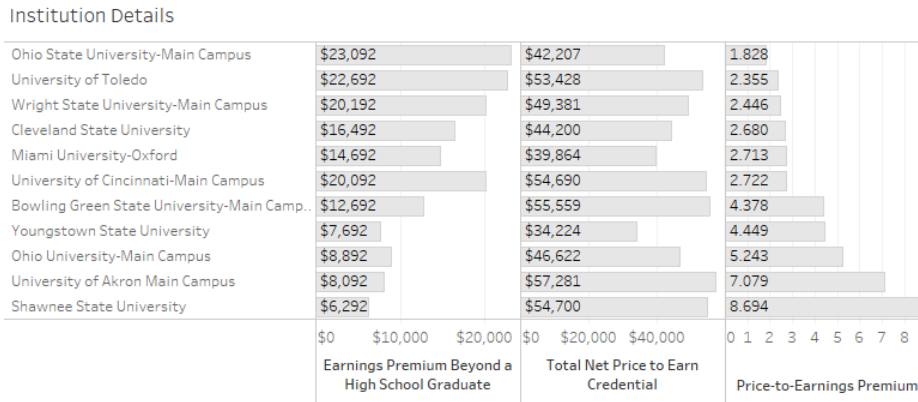 Institution Details
Ohio State University-Main Campus $23,092 $42,207 1.828
University of Toledo $22,692 $53,428 2.355
Wright State University-Main Campus $20,192 $49,381 2.446
Cleveland State University $16,492 $44,200 2.680
Miami University-Oxford $14,692 $39,864 2.713
University of Cincinnati-Main Campus $20,092 $54,690 2.722
Bowling Green State University-Main Camp.. $12,692 $55,559 4.378
Youngstown State University $7,692 $34,224 4.449
Ohio University-Main Campus $8,892 $46,622 5.243
University of Akron Main Campus $8,092 $57,281 7.079
Shawnee State University $6,292 $54,700 8.694
$0 $10,000 $20,000 $0 $20,000 $40,000 0 1 2 3 4 5 6 7 8
Earnings Premium Beyond a Total Net Price to Earn
High School Graduate Credential Price-to-Earnings Premium